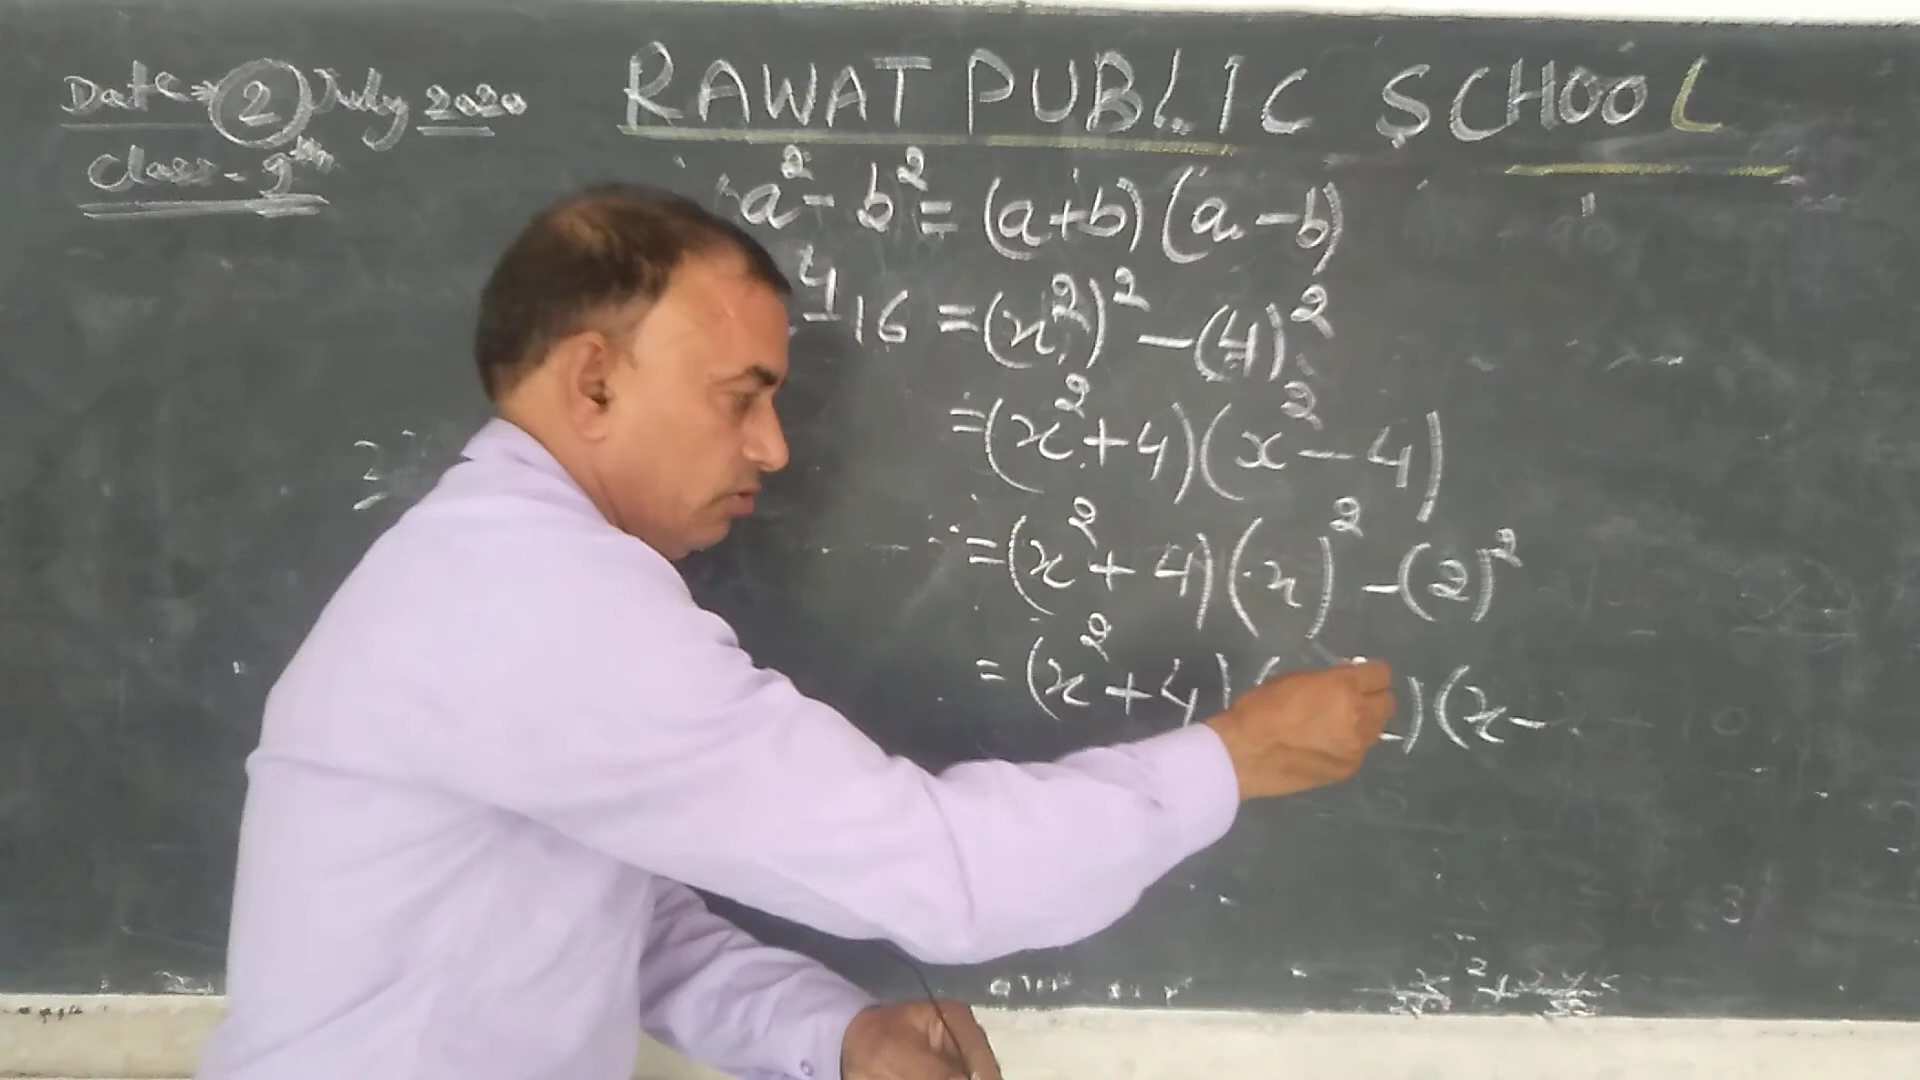 Date → 2 July 2020
Class - 9th
RAWAT PUBLIC SCHOOL
a² - b² = (a+b) (a-b)
⁴-16 = (x²)² - (4)²
= (x²+4) (x²-4)
= (x²+4) (x)² - (2)²
= (x²+4) ) (x-